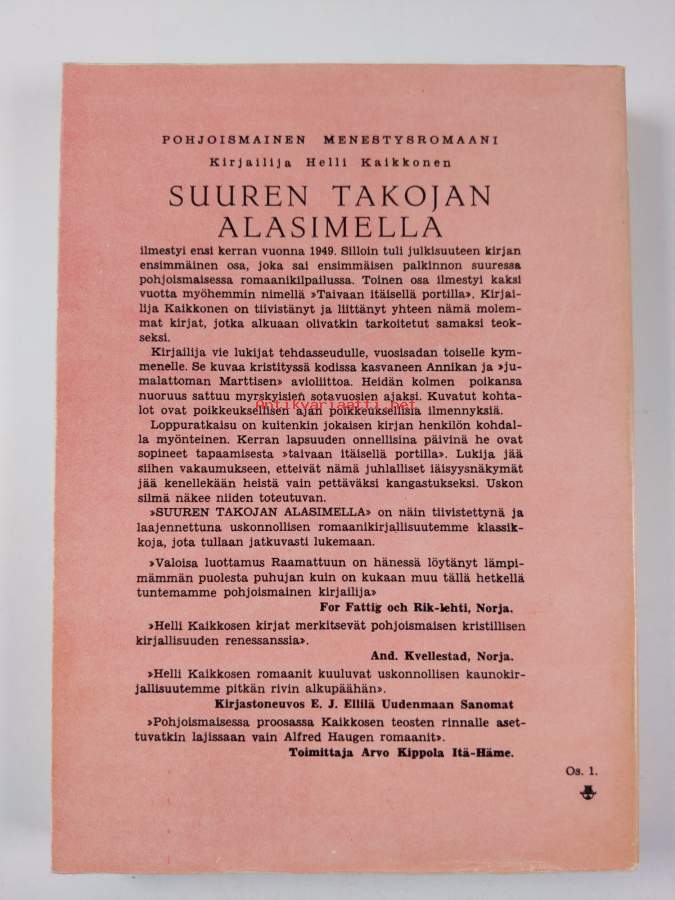 POHJOISMAINEN MENESTYSROMAANI
Kirjailija Helli Kaikkonen
SUUREN TAKOJAN
ALASIMELLA
ilmestyi ensi kerran vuonna 1949. Silloin tuli julkisuuteen kirjan
ensimmäinen osa, joka sai ensimmäisen palkinnon suuressa
pohjoismaisessa romaanikilpailussa. Toinen osa ilmestyi kaksi
vuotta myöhemmin nimellä »Taivaan itäisellä portilla». Kirjai-
lija Kaikkonen on tiivistänyt ja liittänyt yhteen nämä molem-
mat kirjat, jotka alkuaan olivatkin tarkoitetut samaksi teok-
seksi.
Kirjailija vie lukijat tehdasseudulle, vuosisadan toiselle kym-
menelle. Se kuvaa kristityssä kodissa kasvaneen Annikan ja »ju-
malattoman Marttisen» avioliittoa. Heidän kolmen poikansa
nuoruus sattuu myrskyisien sotavuosien ajaksi. Kuvatut kohta-
Antikvariaatti.net
lot ovat poikkeuksellisen ajan poikkeuksellisia ilmennyksiä.
Loppuratkaisu on kuitenkin jokaisen kirjan henkilön kohdal-
la myönteinen. Kerran lapsuuden onnellisina päivinä he ovat
sopineet tapaamisesta »taivaan itäisellä portilla». Lukija jää
siihen vakaumukseen, etteivät nämä juhlalliset iäisyysnäkymät
jää kenellekään heistä vain pettäväksi kangastukseksi. Uskon
silmä näkee niiden toteutuvan.
»SUUREN TAKOJAN ALASIMELLA» on näin tiivistettynä ja
laajennettuna uskonnollisen romaanikirjallisuutemme klassik-
koja, jota tullaan jatkuvasti lukemaan.
»Valoisa luottamus Raamattuun on hänessä löytänyt lämpi-
mämmän puolesta puhujan kuin on kukaan muu tällä hetkellä
tuntemamme pohjoismainen kirjailija»
For Fattig och Rik-lehti, Norja.
»Helli Kaikkosen kirjat merkitsevät pohjoismaisen kristillisen
kirjallisuuden renessanssia».
And. Kvellestad, Norja.
»Helli Kaikkosen romaanit kuuluvat uskonnollisen kaunokir-
jallisuutemme pitkän rivin alkupäähän».
Kirjastoneuvos E. J. Ellilä Uudenmaan Sanomat
»Pohjoismaisessa proosassa Kaikkosen teosten rinnalle aset-
tuvatkin lajissaan vain Alfred Haugen romaanit».
Toimittaja Arvo Kippola Itä-Häme.
Os. 1.